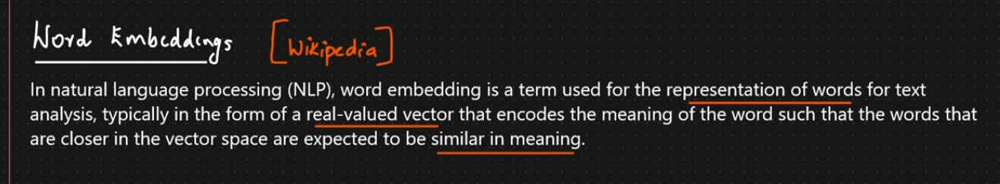 Word Embeddings [Wikipedia]
In natural language processing (NLP), word embedding is a term used for the representation of words for text
analysis, typically in the form of a real-valued vector that encodes the meaning of the word such that the words that
are closer in the vector space are expected to be similar in meaning.